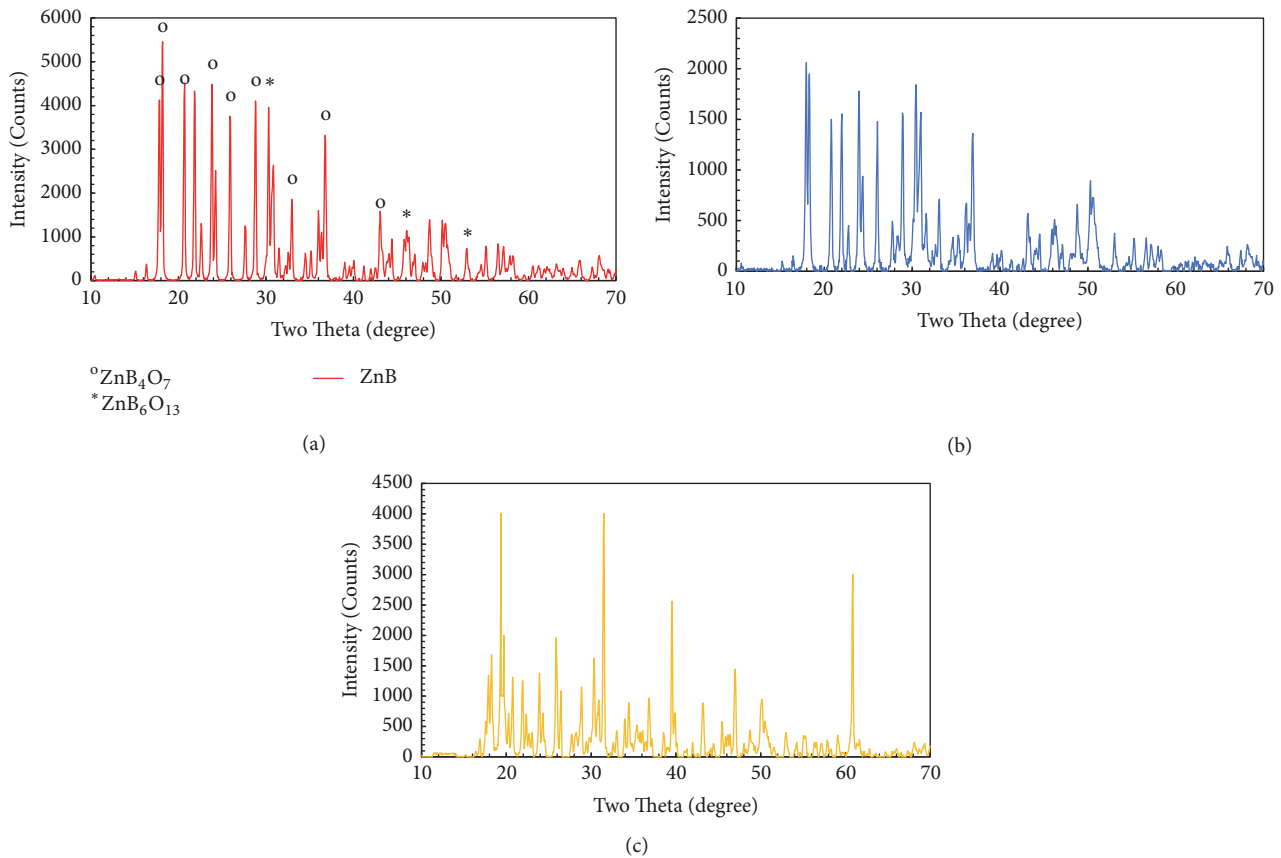 6000
5000
4000
3000
2000
1000
0
Intensity (Counts)
o
o o o o o * o o o * *
10 20 30 40 50 60 70
Two Theta (degree)
°ZnB₄O₇
*ZnB₆O₁₃
ZnB
(a)
2500
2000
1500
1000
500
0
Intensity (Counts)
10 20 30 40 50 60 70
Two Theta (degree)
(b)
4500
4000
3500
3000
2500
2000
1500
1000
500
0
Intensity (Counts)
10 20 30 40 50 60 70
Two Theta (degree)
(c)